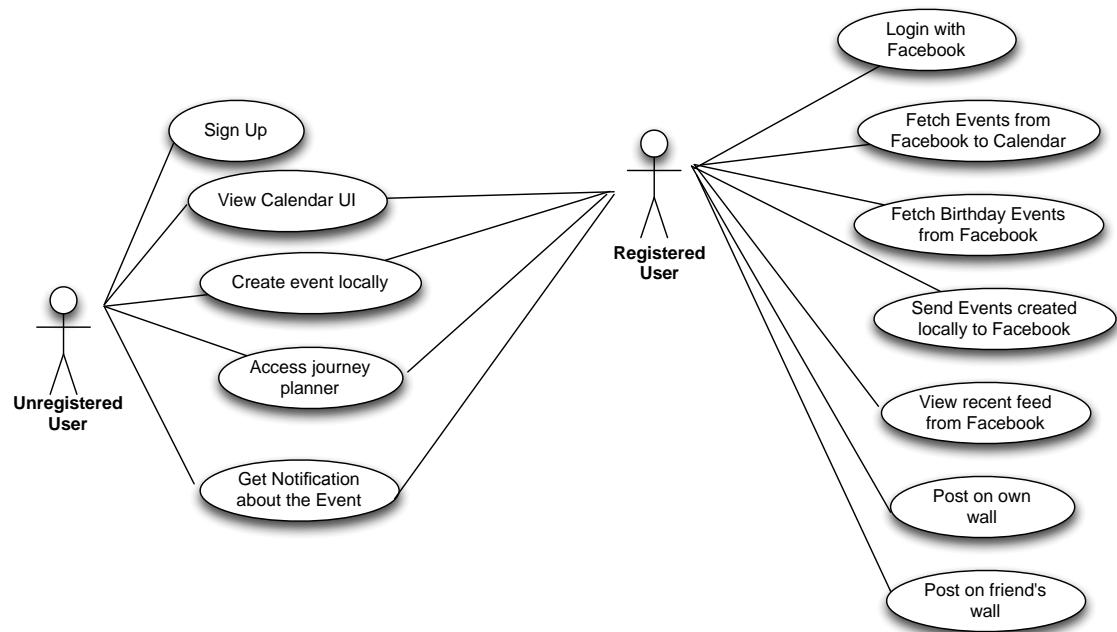 Login with
Facebook
Sign Up
Fetch Events from
Facebook to Calendar
View Calendar UI
Fetch Birthday Events
from Facebook
Registered
User
Create event locally
Send Events created
locally to Facebook
Access journey
planner
Unregistered
User
View recent feed
from Facebook
Get Notification
about the Event
Post on own
wall
Post on friend's
wall